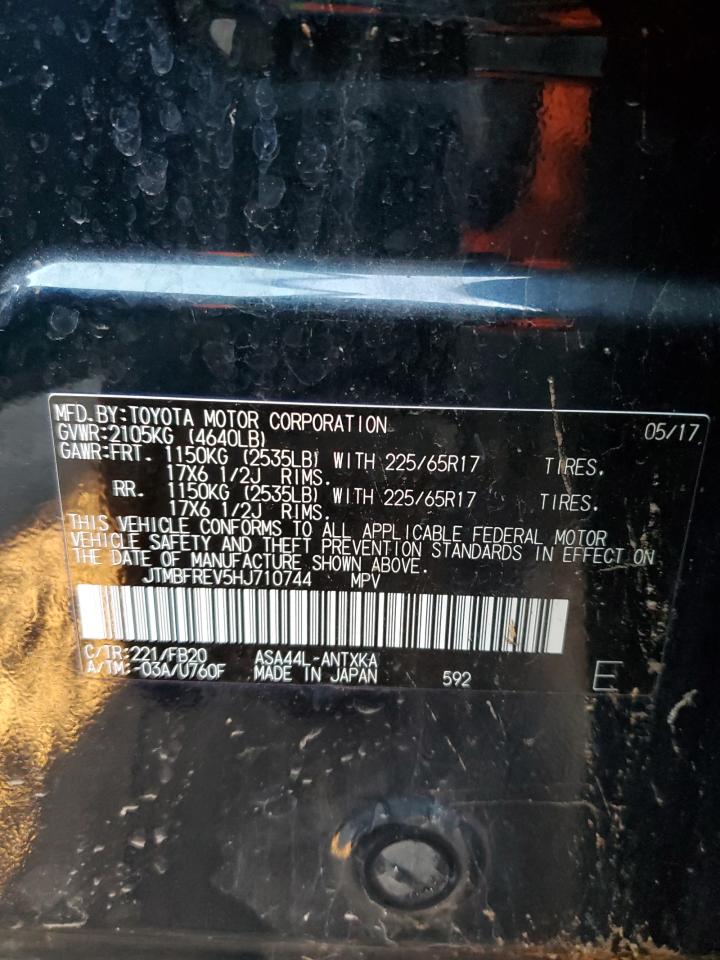 MFD.BY:TOYOTA MOTOR CORPORATION 05/17
GVWR:2105KG (4640LB)
GAWR:FRT. 1150KG (2535LB) WITH 225/65R17 TIRES.
17X6 1/2J RIMS.
RR. 1150KG (2535LB) WITH 225/65R17 TIRES.
17X6 1/2J RIMS.
THIS VEHICLE CONFORMS TO ALL APPLICABLE FEDERAL MOTOR
VEHICLE SAFETY AND THEFT PREVENTION STANDARDS IN EFFECT ON
THE DATE OF MANUFACTURE SHOWN ABOVE.
JTMBFREV5HJ710744 MPV
C/TR:221/FB20 ASA44L-ANTXKA
A/TM:-03A/U760F MADE IN JAPAN 592 E